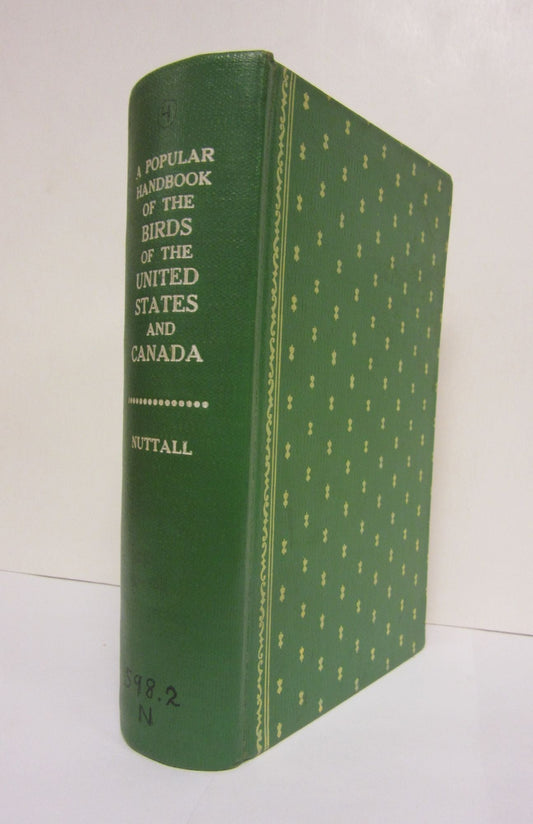 A POPULAR
HANDBOOK
OF THE
BIRDS
OF THE
UNITED
STATES
AND
CANADA
NUTTALL
598.2
N